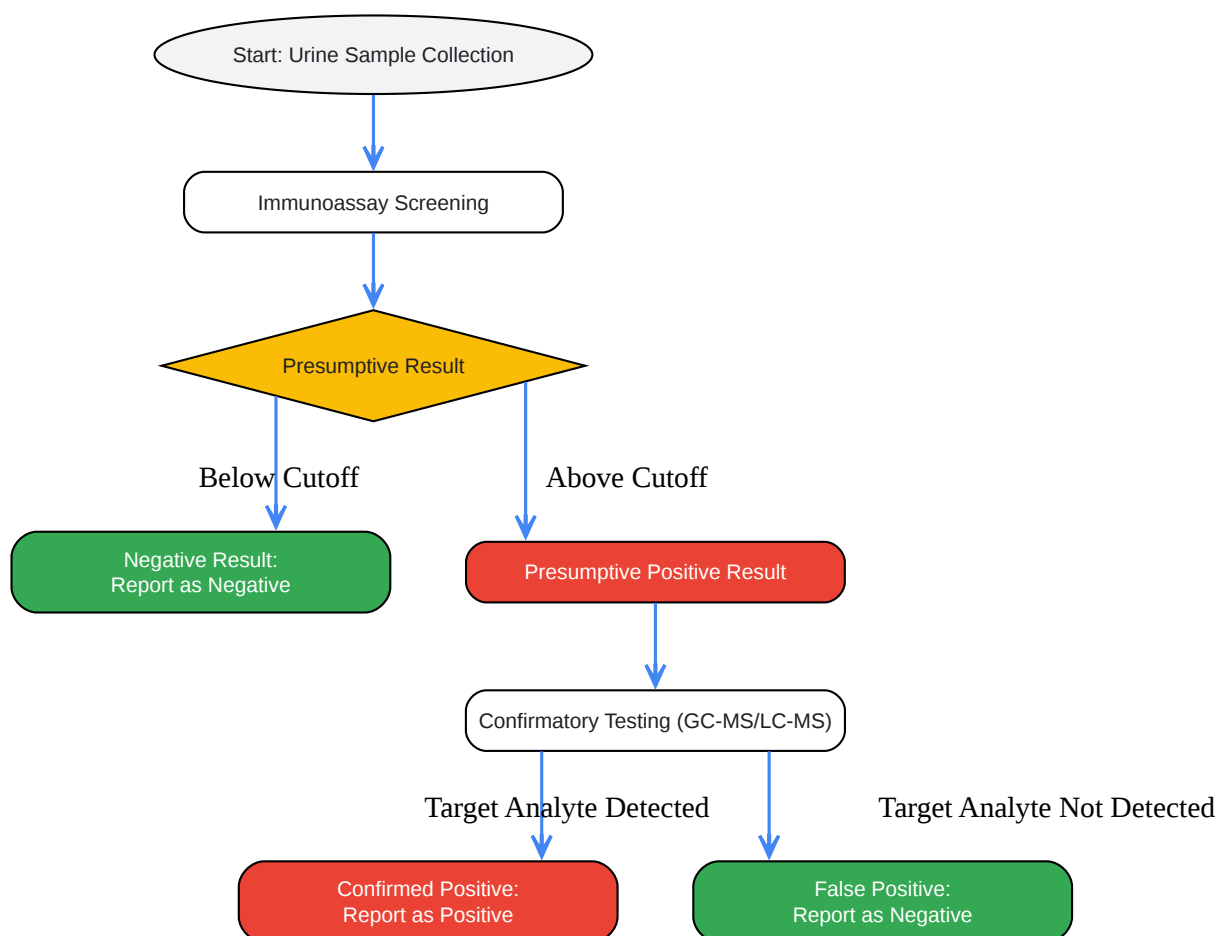 Start: Urine Sample Collection
Immunoassay Screening
Presumptive Result
Below Cutoff
Above Cutoff
Negative Result:
Report as Negative
Presumptive Positive Result
Confirmatory Testing (GC-MS/LC-MS)
Target Analyte Detected
Target Analyte Not Detected
Confirmed Positive:
Report as Positive
False Positive:
Report as Negative